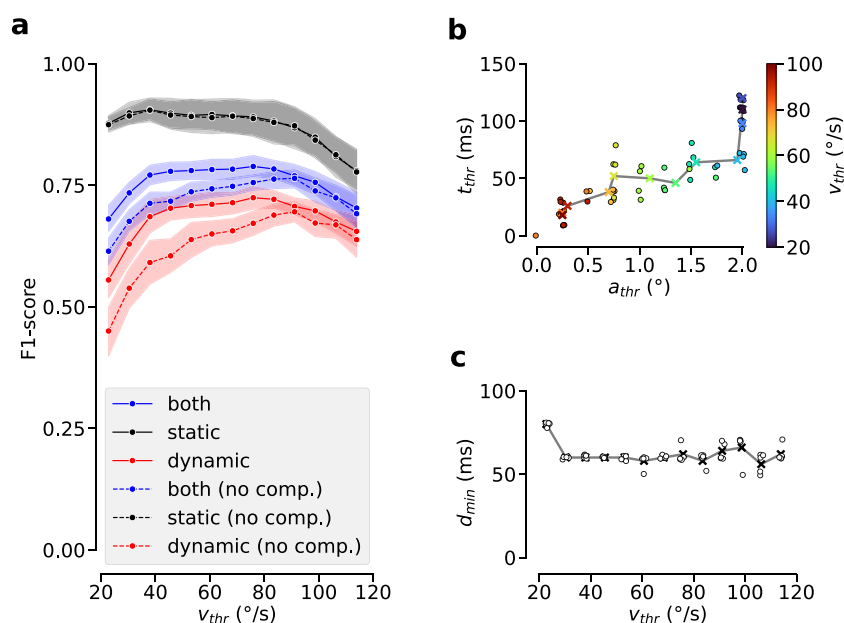 a
F1-score
1.00
0.75
0.50
0.25
0.00
both
static
dynamic
both (no comp.)
static (no comp.)
dynamic (no comp.)
20 40 60 80 100 120
v_thr (°/s)
b
t_thr (ms)
150
100
50
0
0.0 0.5 1.0 1.5 2.0
a_thr (°)
100
80
60
40
20
v_thr (°/s)
c
d_min (ms)
100
50
0
20 40 60 80 100 120
v_thr (°/s)